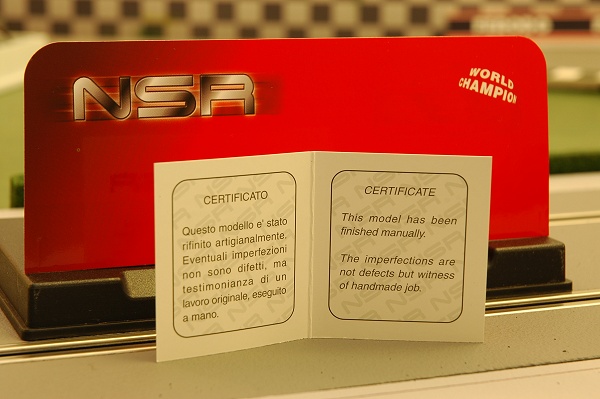 NSR
WORLD
CHAMPION
CERTIFICATO
Questo modello e' stato
rifinito artigianalmente.
Eventuali imperfezioni
non sono difetti, ma
testimonianza di un
lavoro originale, eseguito
a mano.
CERTIFICATE
This model has been
finished manually.
The imperfections are
not defects but witness
of handmade job.